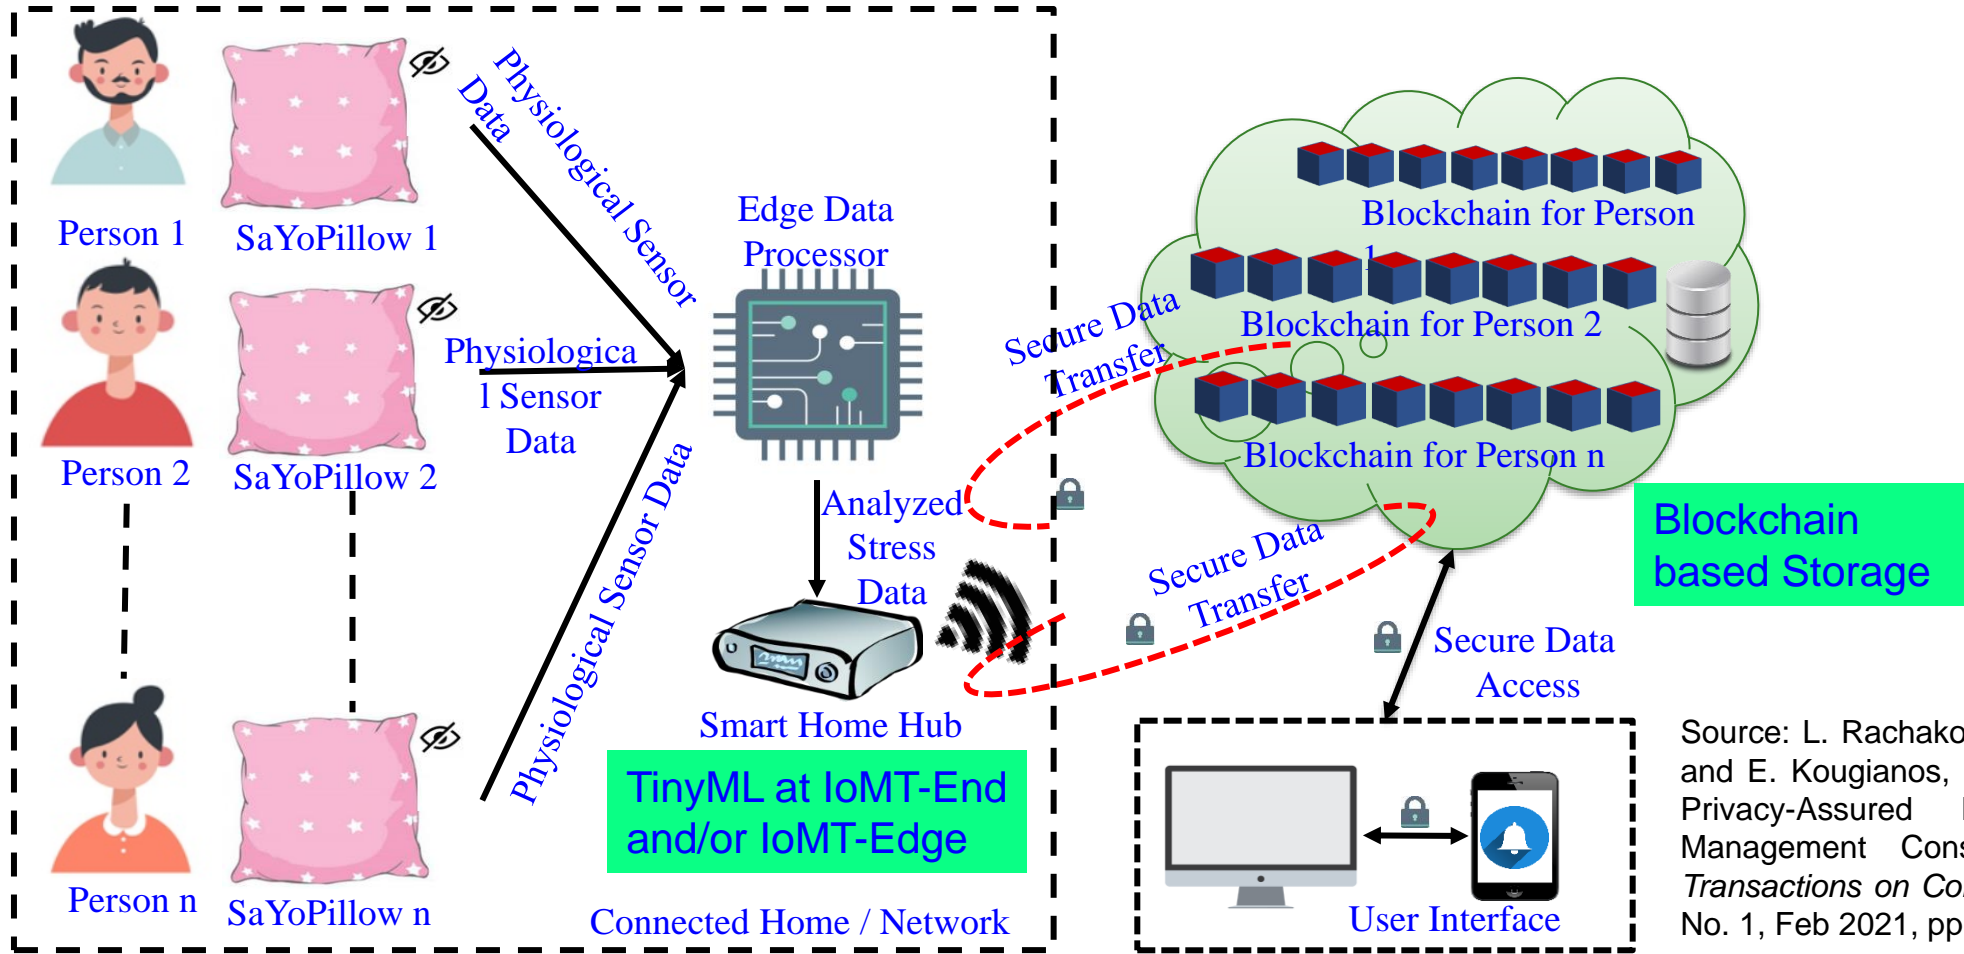 Person 1
SaYoPillow 1
Physiological Sensor
Data
Person 2
SaYoPillow 2
Physiologica
l Sensor
Data
Person n
SaYoPillow n
Physiological Sensor Data
Edge Data
Processor
Analyzed
Stress
Data
Smart Home Hub
TinyML at IoMT-End
and/or IoMT-Edge
Connected Home / Network
Secure Data
Transfer
Secure Data
Transfer
Blockchain for Person
1
Blockchain for Person 2
Blockchain for Person n
Blockchain
based Storage
Secure Data
Access
User Interface
Source: L. Rachako
and E. Kougianos,
Privacy-Assured
Management Cons
Transactions on Co
No. 1, Feb 2021, pp